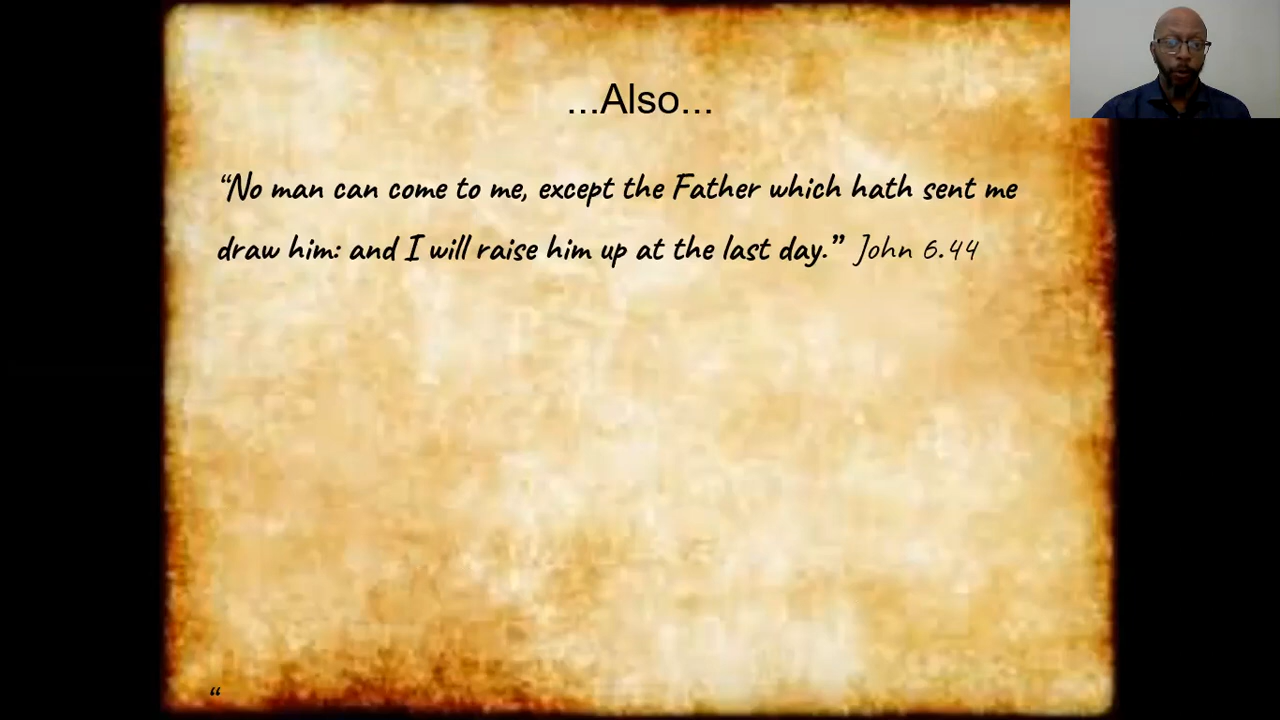 ...Also...
“No man can come to me, except the Father which hath sent me
draw him: and I will raise him up at the last day.” John 6.44
“